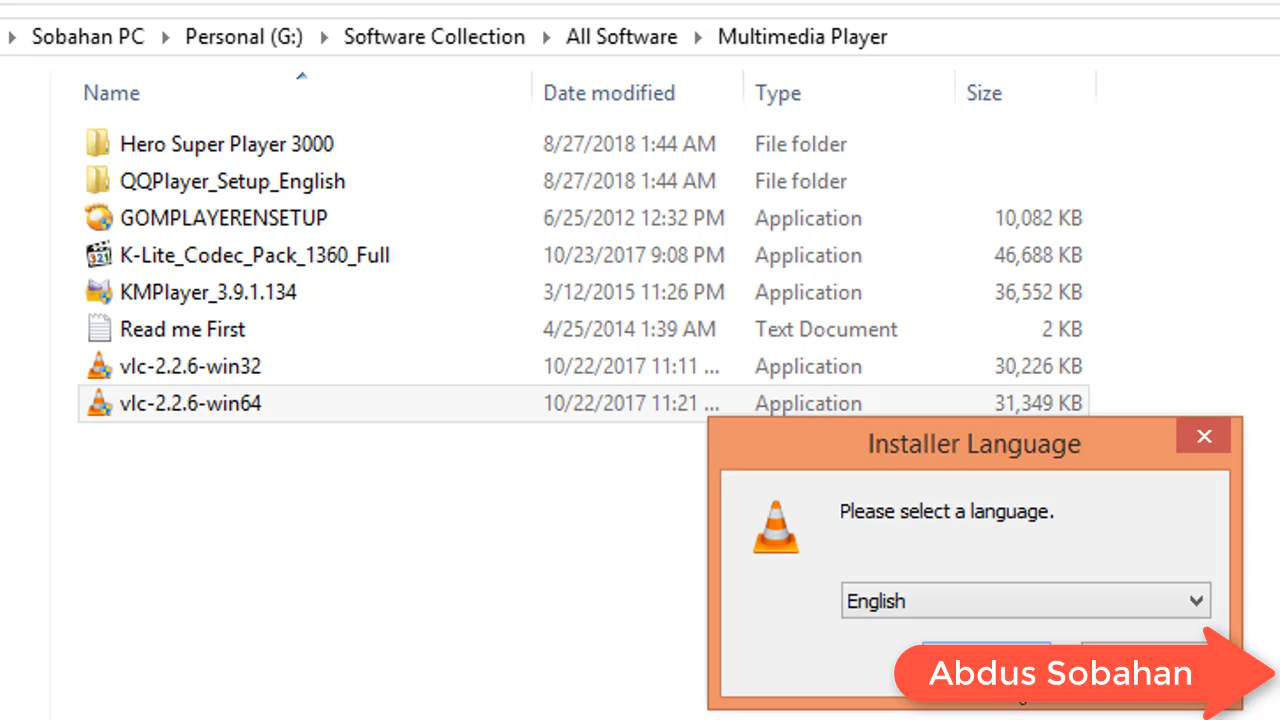 Sobahan PC Personal (G:) Software Collection All Software Multimedia Player
Name Date modified Type Size
Hero Super Player 3000 8/27/2018 1:44 AM File folder
QQPlayer_Setup_English 8/27/2018 1:44 AM File folder
GOMPLAYERENSETUP 6/25/2012 12:32 PM Application 10,082 KB
K-Lite_Codec_Pack_1360_Full 10/23/2017 9:08 PM Application 46,688 KB
KMPlayer_3.9.1.134 3/12/2015 11:26 PM Application 36,552 KB
Read me First 4/25/2014 1:39 AM Text Document 2 KB
vlc-2.2.6-win32 10/22/2017 11:11 ... Application 30,226 KB
vlc-2.2.6-win64 10/22/2017 11:21 ... Application 31,349 KB
Installer Language
Please select a language.
English
Abdus Sobahan